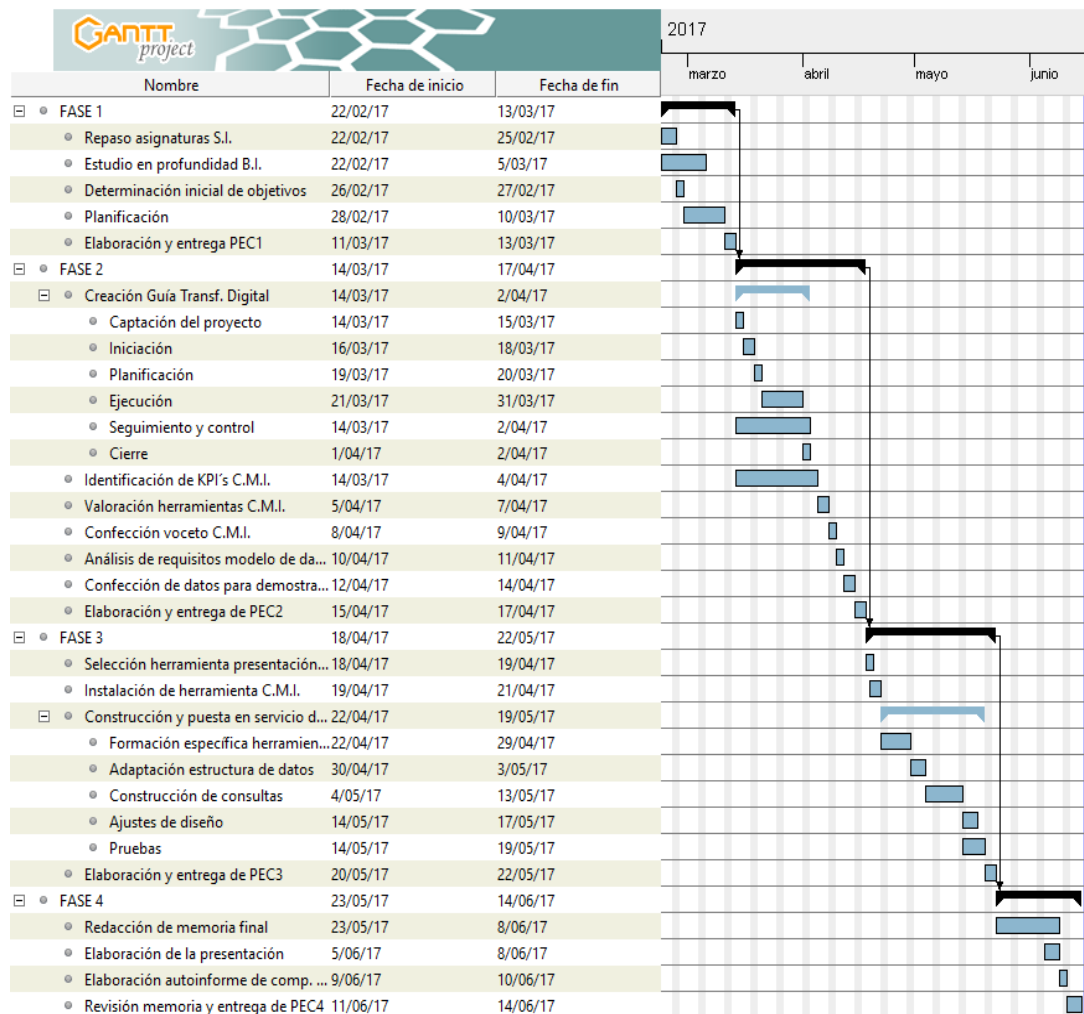 GANTT project
2017
marzo abril mayo junio
Nombre Fecha de inicio Fecha de fin
FASE 1 22/02/17 13/03/17
Repaso asignaturas S.I. 22/02/17 25/02/17
Estudio en profundidad B.I. 22/02/17 5/03/17
Determinación inicial de objetivos 26/02/17 27/02/17
Planificación 28/02/17 10/03/17
Elaboración y entrega PEC1 11/03/17 13/03/17
FASE 2 14/03/17 17/04/17
Creación Guía Transf. Digital 14/03/17 2/04/17
Captación del proyecto 14/03/17 15/03/17
Iniciación 16/03/17 18/03/17
Planificación 19/03/17 20/03/17
Ejecución 21/03/17 31/03/17
Seguimiento y control 14/03/17 2/04/17
Cierre 1/04/17 2/04/17
Identificación de KPI´s C.M.I. 14/03/17 4/04/17
Valoración herramientas C.M.I. 5/04/17 7/04/17
Confección voceto C.M.I. 8/04/17 9/04/17
Análisis de requisitos modelo de da... 10/04/17 11/04/17
Confección de datos para demostra... 12/04/17 14/04/17
Elaboración y entrega de PEC2 15/04/17 17/04/17
FASE 3 18/04/17 22/05/17
Selección herramienta presentación... 18/04/17 19/04/17
Instalación de herramienta C.M.I. 19/04/17 21/04/17
Construcción y puesta en servicio d... 22/04/17 19/05/17
Formación específica herramien... 22/04/17 29/04/17
Adaptación estructura de datos 30/04/17 3/05/17
Construcción de consultas 4/05/17 13/05/17
Ajustes de diseño 14/05/17 17/05/17
Pruebas 14/05/17 19/05/17
Elaboración y entrega de PEC3 20/05/17 22/05/17
FASE 4 23/05/17 14/06/17
Redacción de memoria final 23/05/17 8/06/17
Elaboración de la presentación 5/06/17 8/06/17
Elaboración autoinforme de comp. ... 9/06/17 10/06/17
Revisión memoria y entrega de PEC4 11/06/17 14/06/17